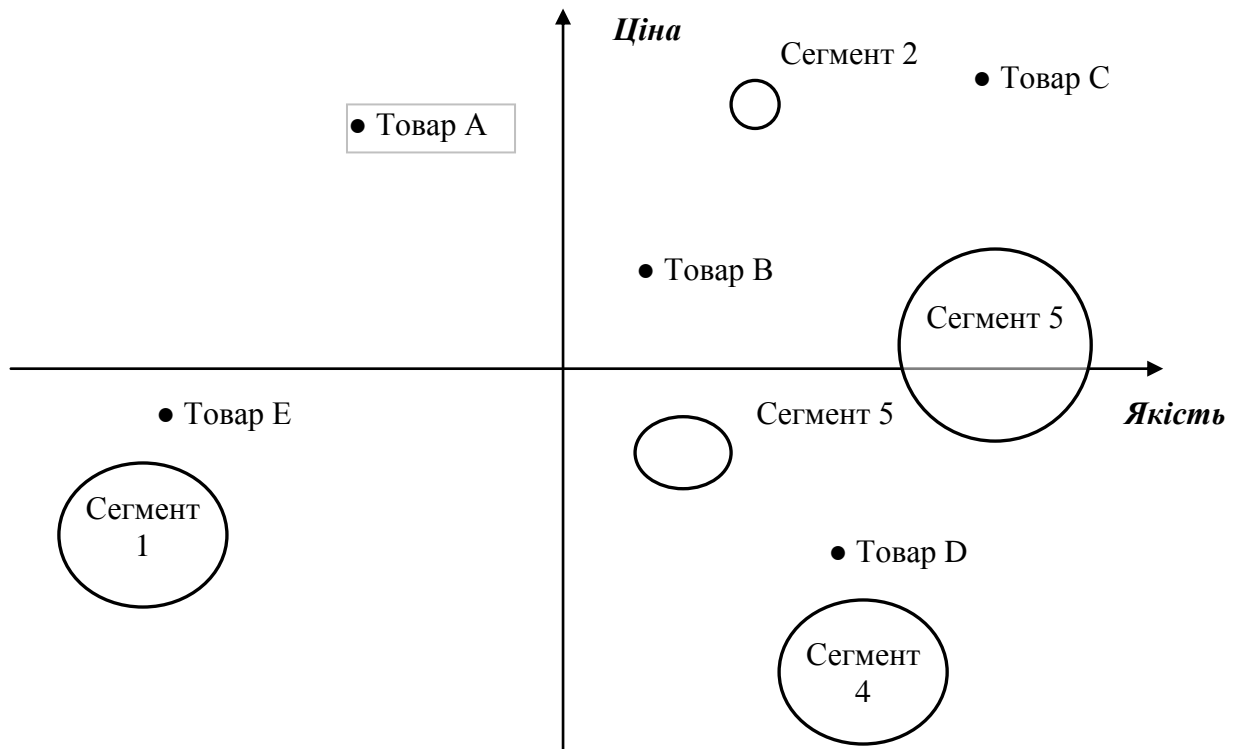 Ціна
Сегмент 2
● Товар C
● Товар A
● Товар B
Сегмент 5
● Товар E
Сегмент 5
Якість
Сегмент
1
● Товар D
Сегмент
4